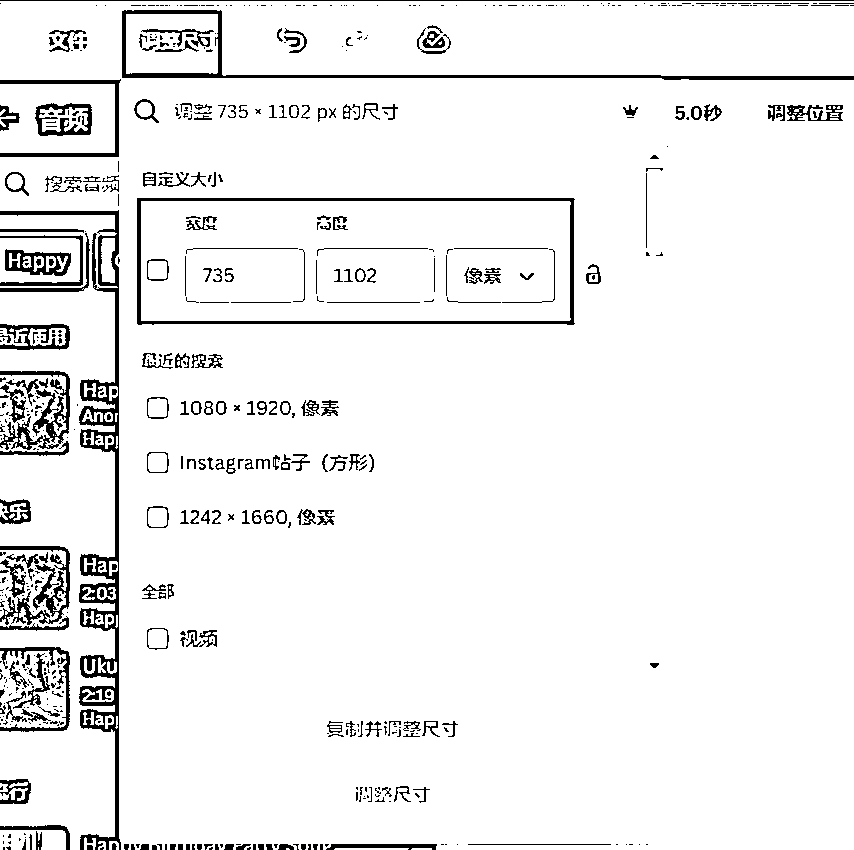 文件
调整尺寸
音频
调整 735 × 1102 px 的尺寸
5.0秒
调整位置
搜索音频
自定义大小
宽度
高度
Happy
735
1102
像素
最近使用
最近的搜索
Hap
Anor
Happ
1080 × 1920, 像素
Instagram帖子 (方形)
快乐
1242 × 1660, 像素
Hap
2:03
Happ
全部
视频
Uku
2:19
Happ
复制并调整尺寸
调整尺寸
Happy Birthday Party Song